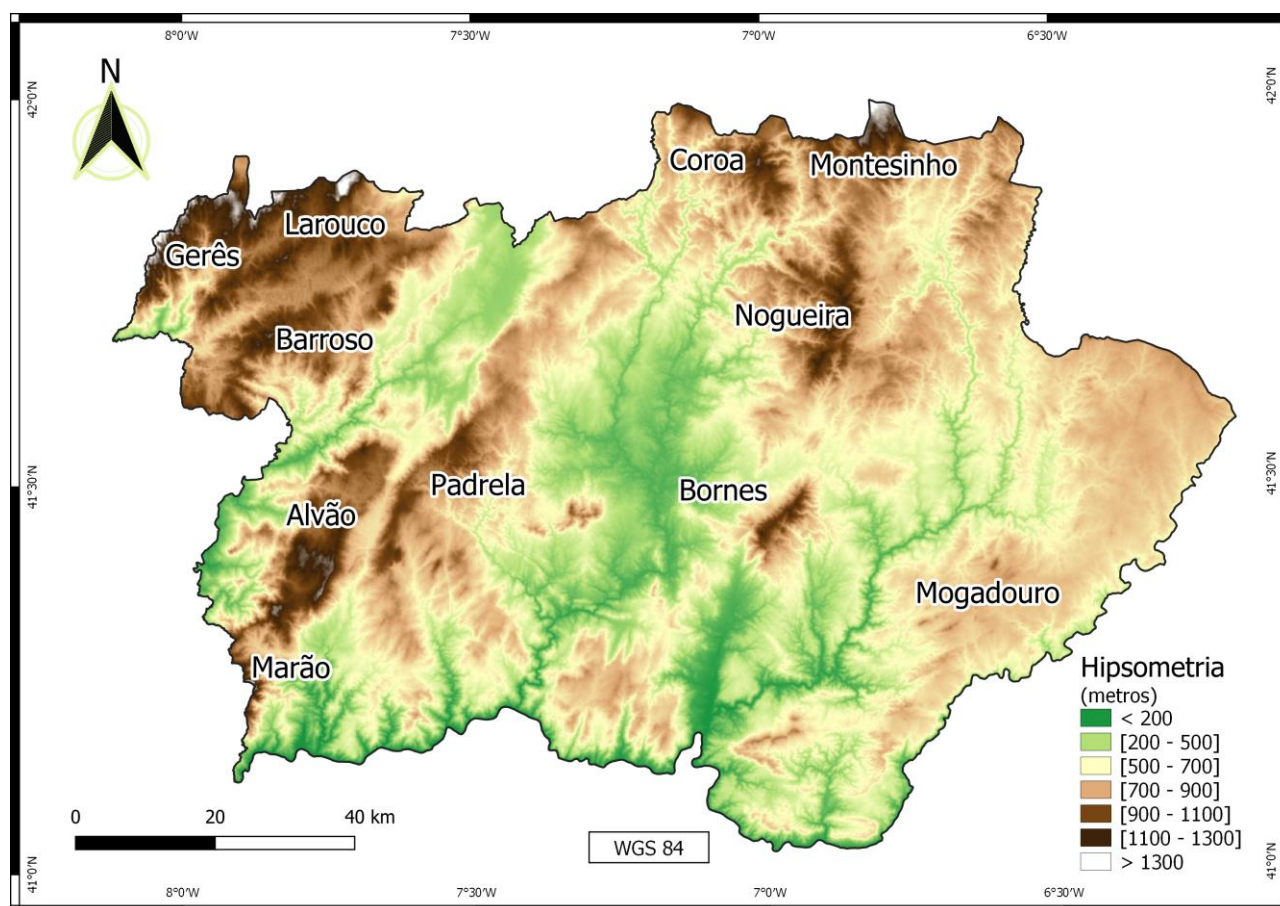 8°0'W 7°30'W 7°0'W 6°30'W
N
42°0'N 42°0'N
Coroa Montesinho
Larouco
Gerês
Nogueira
Barroso
Padrela Bornes
41°30'N 41°30'N
Alvão
Mogadouro
Marão
Hipsometria
(metros)
< 200
[200 - 500]
[500 - 700]
[700 - 900]
[900 - 1100]
[1100 - 1300]
> 1300
0 20 40 km
WGS 84
41°0'N 41°0'N
8°0'W 7°30'W 7°0'W 6°30'W